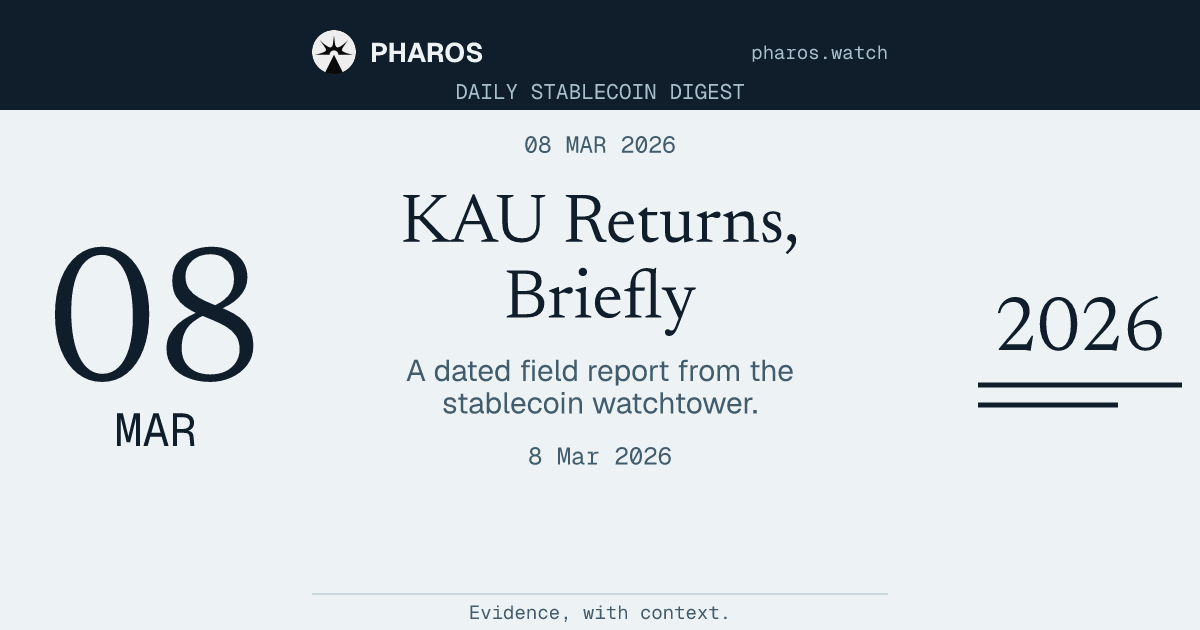 PHAROS
pharos.watch
DAILY STABLECOIN DIGEST
08 MAR 2026
KAU Returns,
Briefly
A dated field report from the
stablecoin watchtower.
8 Mar 2026
08
MAR
2026
Evidence, with context.